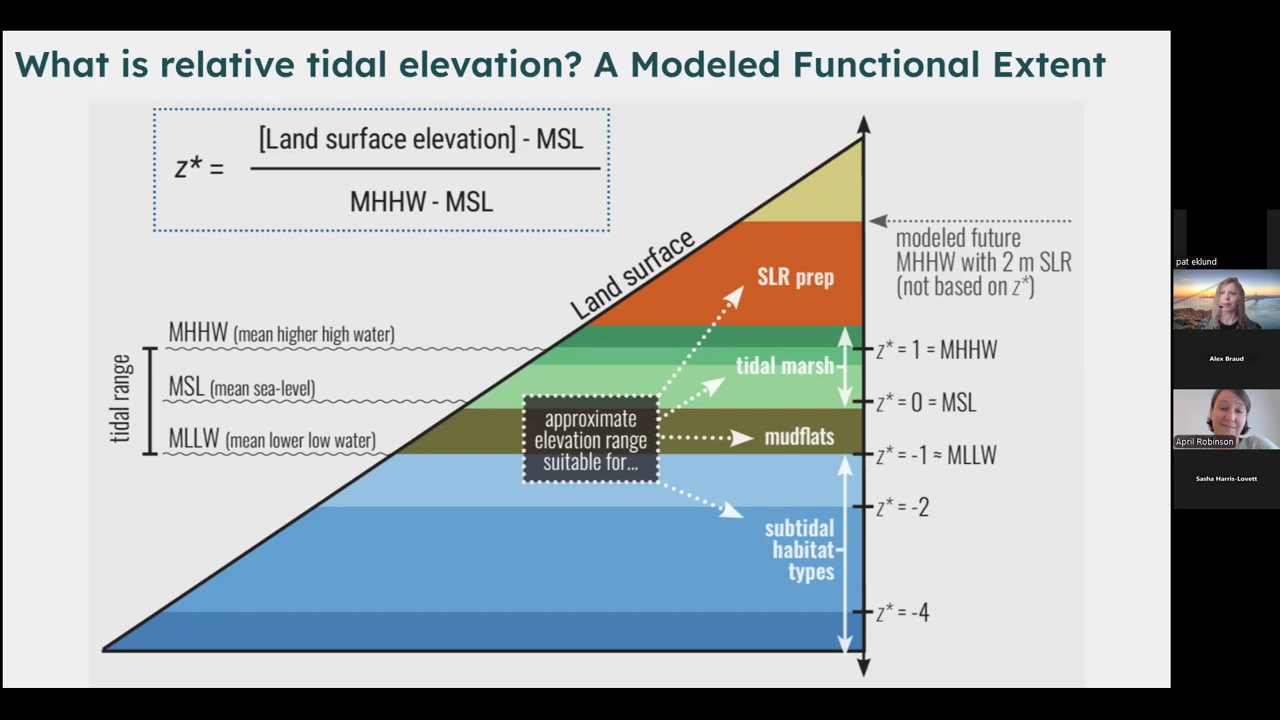 What is relative tidal elevation? A Modeled Functional Extent
z* =
[Land surface elevation] - MSL
MHHW - MSL
Land surface
modeled future
MHHW with 2 m SLR
(not based on z*)
SLR prep
tidal range
MHHW (mean higher high water)
MSL (mean sea-level)
MLLW (mean lower low water)
approximate
elevation range
suitable for...
tidal marsh
mudflats
subtidal
habitat
types
z* = 1 = MHHW
z* = 0 = MSL
z* = -1 ≈ MLLW
z* = -2
z* = -4
pat eklund
Alex Braud
April Robinson
Sasha Harris-Lovett